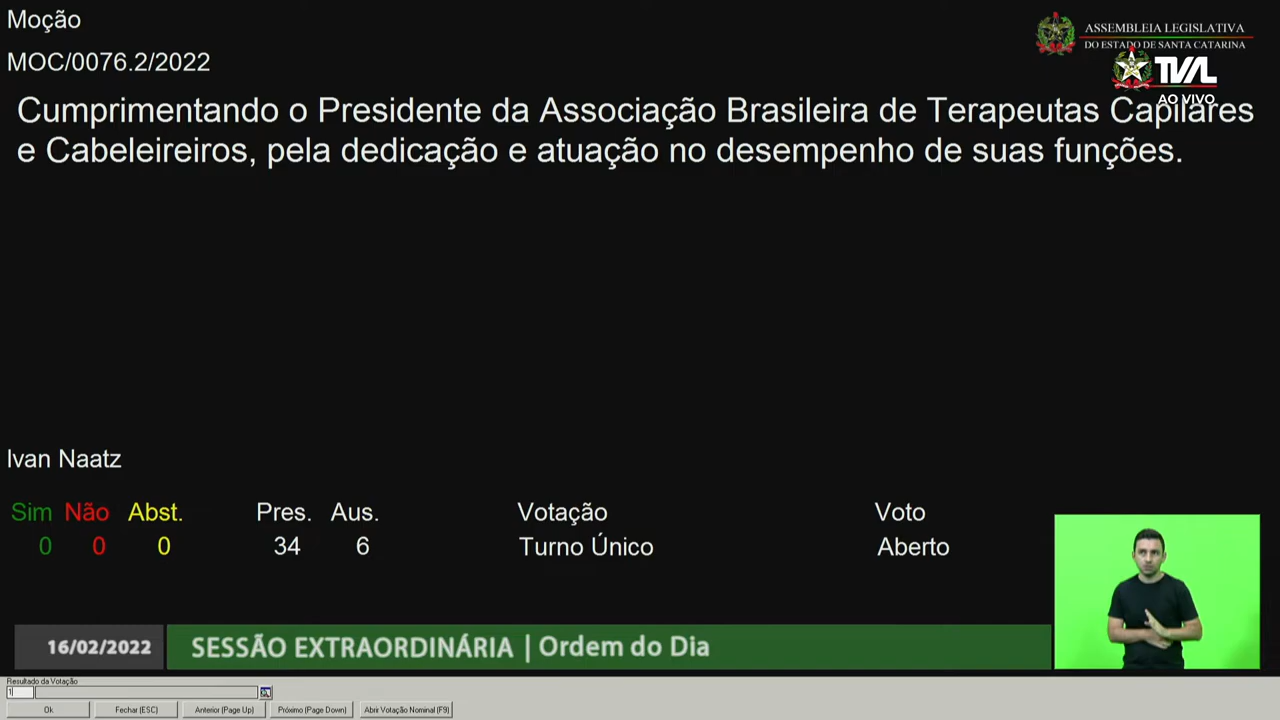 Moção
ASSEMBLEIA LEGISLATIVA
DO ESTADO DE SANTA CATARINA
MOC/0076.2/2022
TVAL
AO VIVO
Cumprimentando o Presidente da Associação Brasileira de Terapeutas Capilares
e Cabeleireiros, pela dedicação e atuação no desempenho de suas funções.
Ivan Naatz
Sim Não Abst. Pres. Aus. Votação Voto
0 0 0 34 6 Turno Único Aberto
16/02/2022 SESSÃO EXTRAORDINÁRIA | Ordem do Dia
Resultado da Votação
1
Ok Fechar (ESC) Anterior (Page Up) Próximo (Page Down) Abrir Votação Nominal (F9)